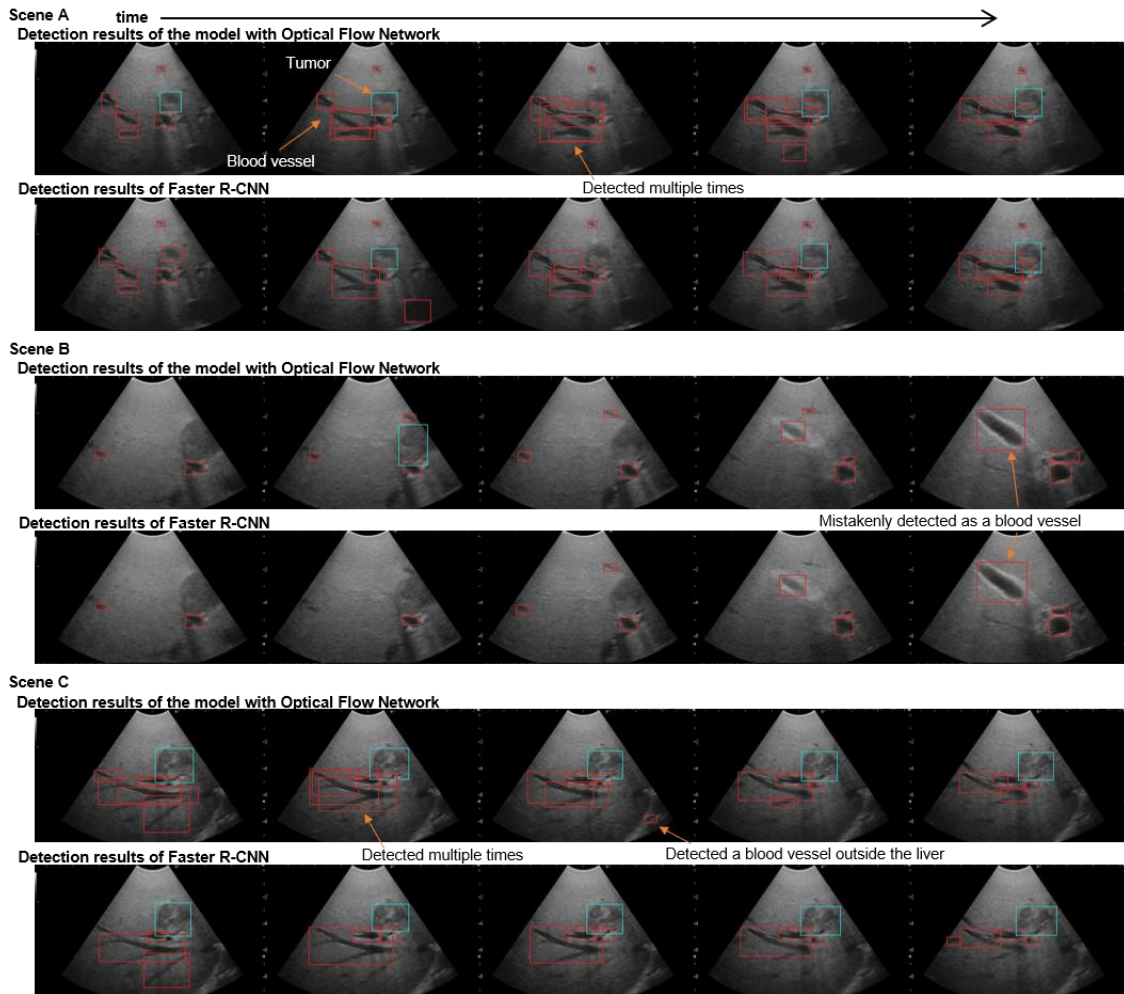 Scene A
time
Detection results of the model with Optical Flow Network
Tumor
Blood vessel
Detected multiple times
Detection results of Faster R-CNN
Scene B
Detection results of the model with Optical Flow Network
Mistakenly detected as a blood vessel
Detection results of Faster R-CNN
Scene C
Detection results of the model with Optical Flow Network
Detected multiple times
Detected a blood vessel outside the liver
Detection results of Faster R-CNN